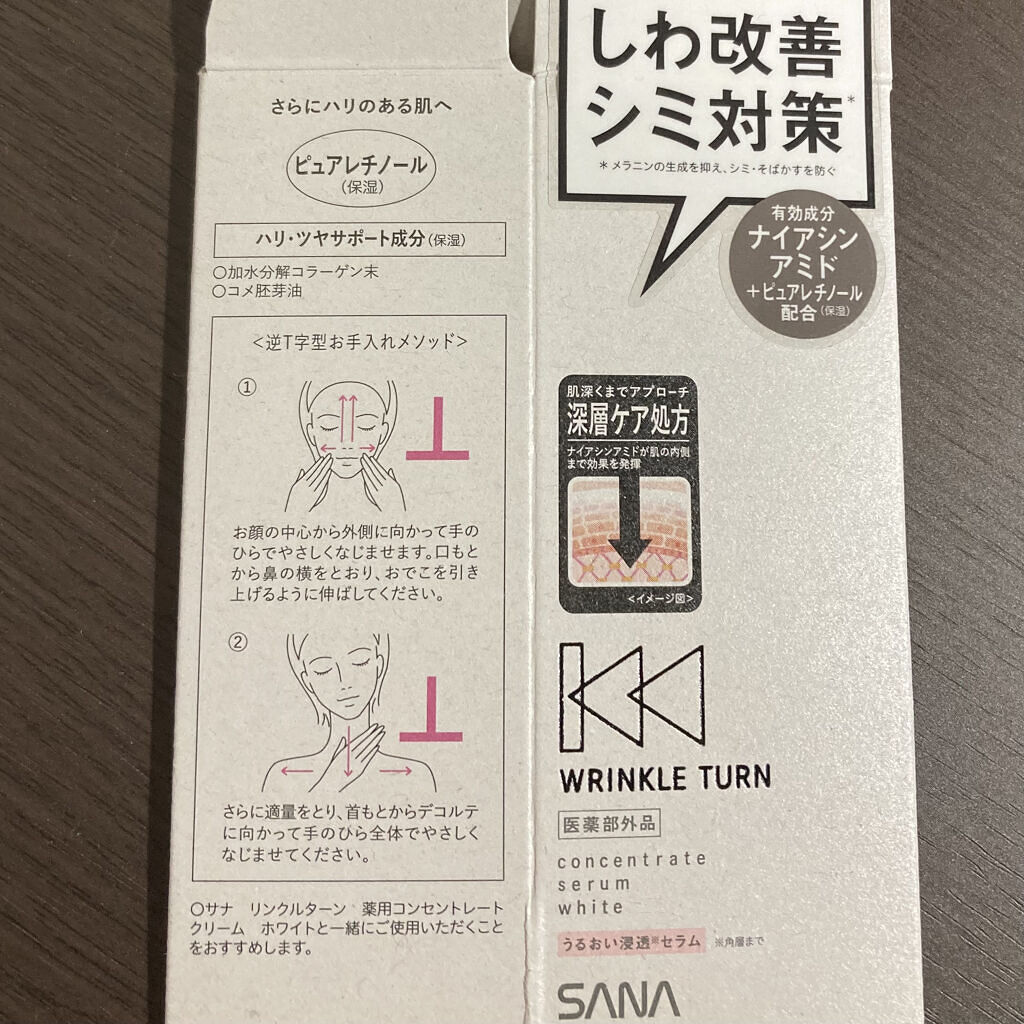 さらにハリのある肌へ
ピュアレチノール
(保湿)
ハリ・ツヤサポート成分(保湿)
○加水分解コラーゲン末
○コメ胚芽油
<逆T字型お手入れメソッド>
①
お顔の中心から外側に向かって手の
ひらでやさしくなじませます。口もと
から鼻の横をとおり、おでこを引き
上げるように伸ばしてください。
②
さらに適量をとり、首もとからデコルテ
に向かって手のひら全体でやさしく
なじませてください。
○サナ リンクルターン 薬用コンセントレート
クリーム ホワイトと一緒にご使用いただくこと
をおすすめします。
しわ改善
シミ対策*
*メラニンの生成を抑え、シミ・そばかすを防ぐ
有効成分
ナイアシン
アミド
+ピュアレチノール
配合(保湿)
肌深くまでアプローチ
深層ケア処方
ナイアシンアミドが肌の内側
まで効果を発揮
<イメージ図>
WRINKLE TURN
医薬部外品
concentrate
serum
white
うるおい浸透※セラム ※角層まで
SANA